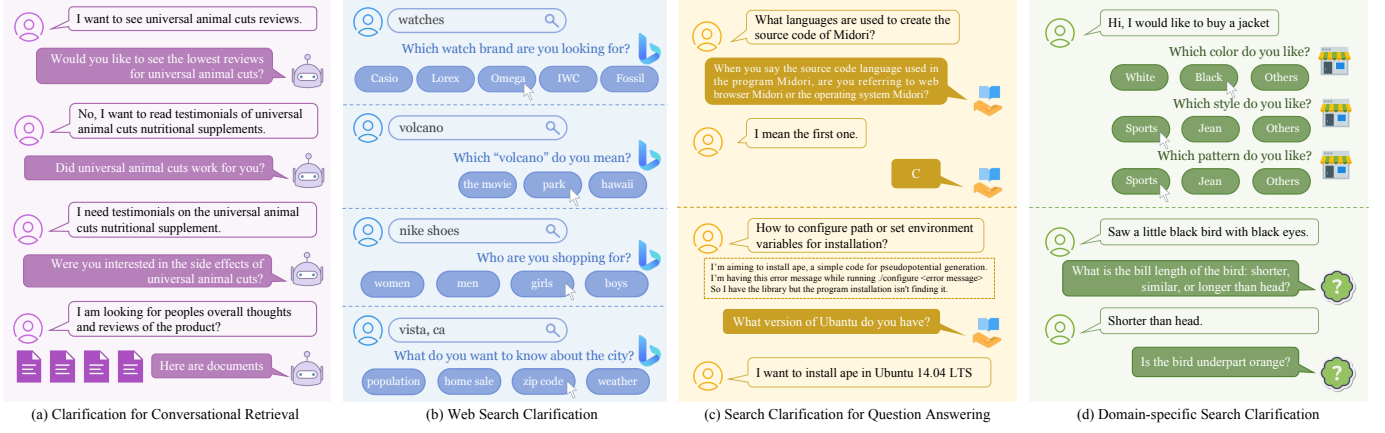 I want to see universal animal cuts reviews.
Would you like to see the lowest reviews
for universal animal cuts?
No, I want to read testimonials of universal
animal cuts nutritional supplements.
Did universal animal cuts work for you?
I need testimonials on the universal animal
cuts nutritional supplement.
Were you interested in the side effects of
universal animal cuts?
I am looking for peoples overall thoughts
and reviews of the product?
Here are documents
(a) Clarification for Conversational Retrieval
watches
Which watch brand are you looking for?
Casio Lorex Omega IWC Fossil
volcano
Which “volcano” do you mean?
the movie park hawaii
nike shoes
Who are you shopping for?
women men girls boys
vista, ca
What do you want to know about the city?
population home sale zip code weather
(b) Web Search Clarification
What languages are used to create the
source code of Midori?
When you say the source code language used in
the program Midori, are you referring to web
browser Midori or the operating system Midori?
I mean the first one.
C
How to configure path or set environment
variables for installation?
I'm aiming to install ape, a simple code for pseudopotential generation.
I'm having this error message while running ./configure <error message>
So I have the library but the program installation isn't finding it.
What version of Ubuntu do you have?
I want to install ape in Ubuntu 14.04 LTS
(c) Search Clarification for Question Answering
Hi, I would like to buy a jacket
Which color do you like?
White Black Others
Which style do you like?
Sports Jean Others
Which pattern do you like?
Sports Jean Others
Saw a little black bird with black eyes.
What is the bill length of the bird: shorter,
similar, or longer than head?
?
Shorter than head.
Is the bird underpart orange?
?
(d) Domain-specific Search Clarification